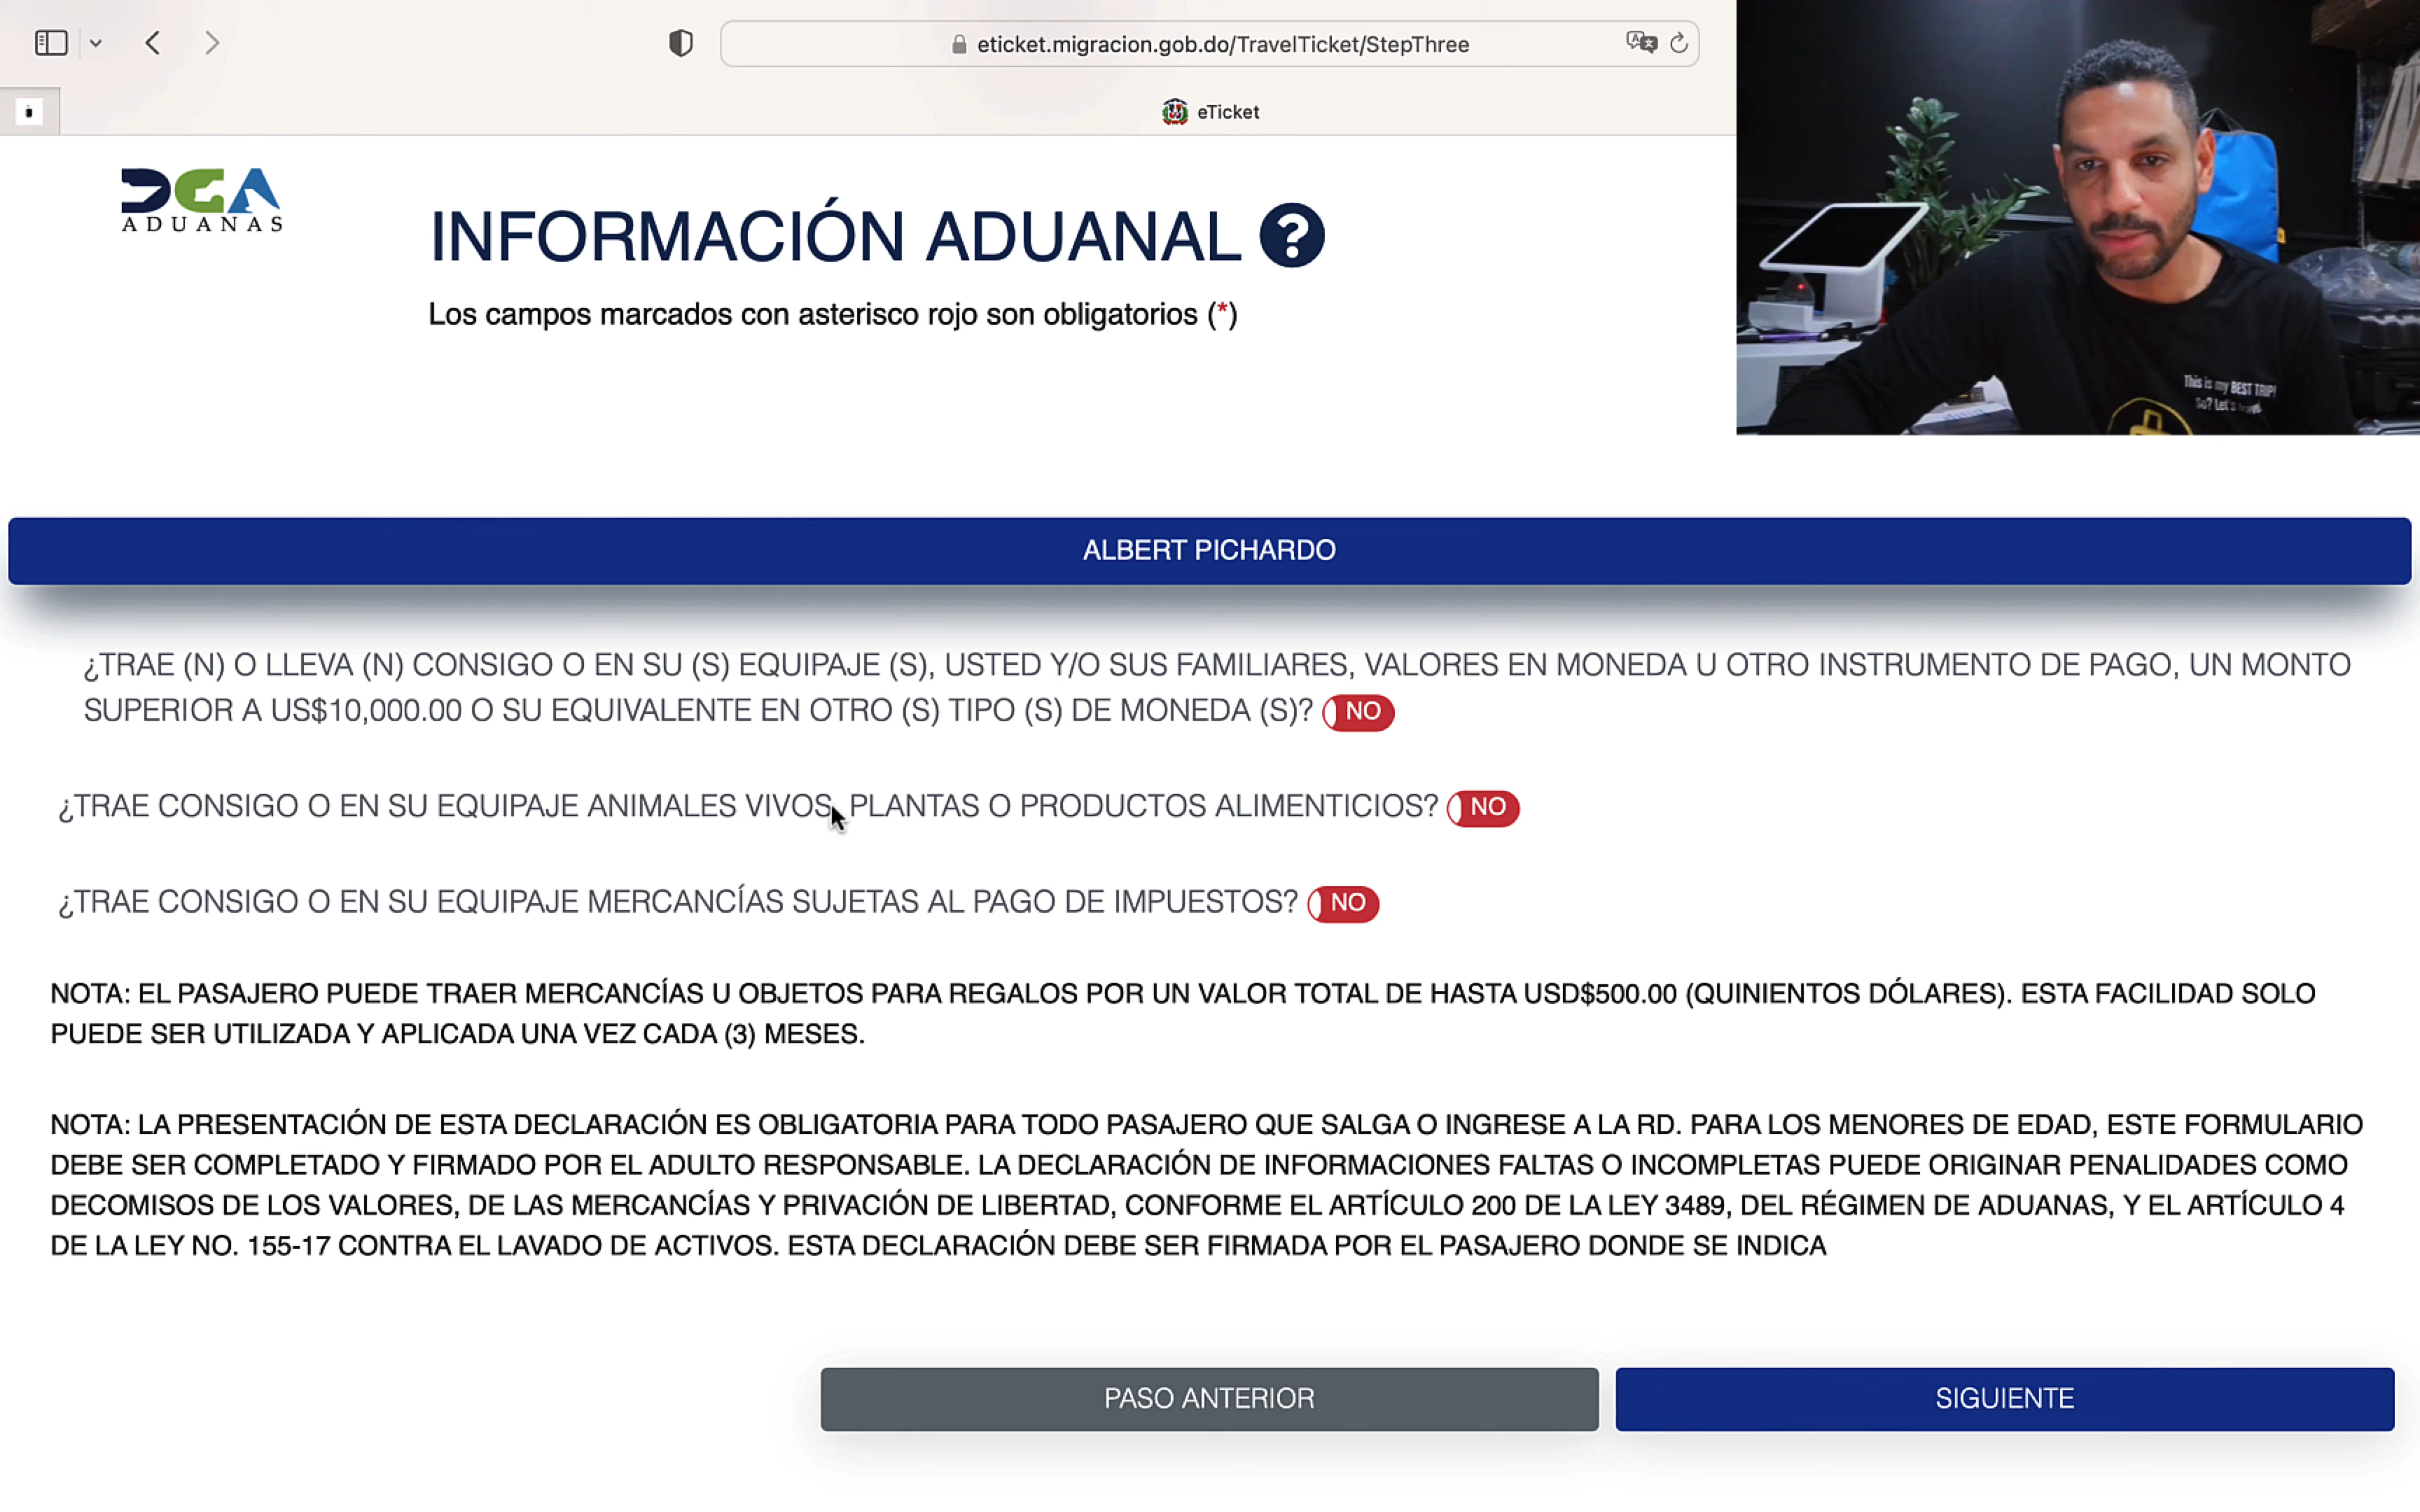 eticket.migracion.gob.do/TravelTicket/StepThree
eTicket
DGA
ADUANAS
INFORMACIÓN ADUANAL ?
Los campos marcados con asterisco rojo son obligatorios (*)
This is my BEST TRIP!
So? Let's
ALBERT PICHARDO
¿TRAE (N) O LLEVA (N) CONSIGO O EN SU (S) EQUIPAJE (S), USTED Y/O SUS FAMILIARES, VALORES EN MONEDA U OTRO INSTRUMENTO DE PAGO, UN MONTO
SUPERIOR A US$10,000.00 O SU EQUIVALENTE EN OTRO (S) TIPO (S) DE MONEDA (S)? NO
¿TRAE CONSIGO O EN SU EQUIPAJE ANIMALES VIVOS, PLANTAS O PRODUCTOS ALIMENTICIOS? NO
¿TRAE CONSIGO O EN SU EQUIPAJE MERCANCÍAS SUJETAS AL PAGO DE IMPUESTOS? NO
NOTA: EL PASAJERO PUEDE TRAER MERCANCÍAS U OBJETOS PARA REGALOS POR UN VALOR TOTAL DE HASTA USD$500.00 (QUINIENTOS DÓLARES). ESTA FACILIDAD SOLO
PUEDE SER UTILIZADA Y APLICADA UNA VEZ CADA (3) MESES.
NOTA: LA PRESENTACIÓN DE ESTA DECLARACIÓN ES OBLIGATORIA PARA TODO PASAJERO QUE SALGA O INGRESE A LA RD. PARA LOS MENORES DE EDAD, ESTE FORMULARIO
DEBE SER COMPLETADO Y FIRMADO POR EL ADULTO RESPONSABLE. LA DECLARACIÓN DE INFORMACIONES FALTAS O INCOMPLETAS PUEDE ORIGINAR PENALIDADES COMO
DECOMISOS DE LOS VALORES, DE LAS MERCANCÍAS Y PRIVACIÓN DE LIBERTAD, CONFORME EL ARTÍCULO 200 DE LA LEY 3489, DEL RÉGIMEN DE ADUANAS, Y EL ARTÍCULO 4
DE LA LEY NO. 155-17 CONTRA EL LAVADO DE ACTIVOS. ESTA DECLARACIÓN DEBE SER FIRMADA POR EL PASAJERO DONDE SE INDICA
PASO ANTERIOR
SIGUIENTE